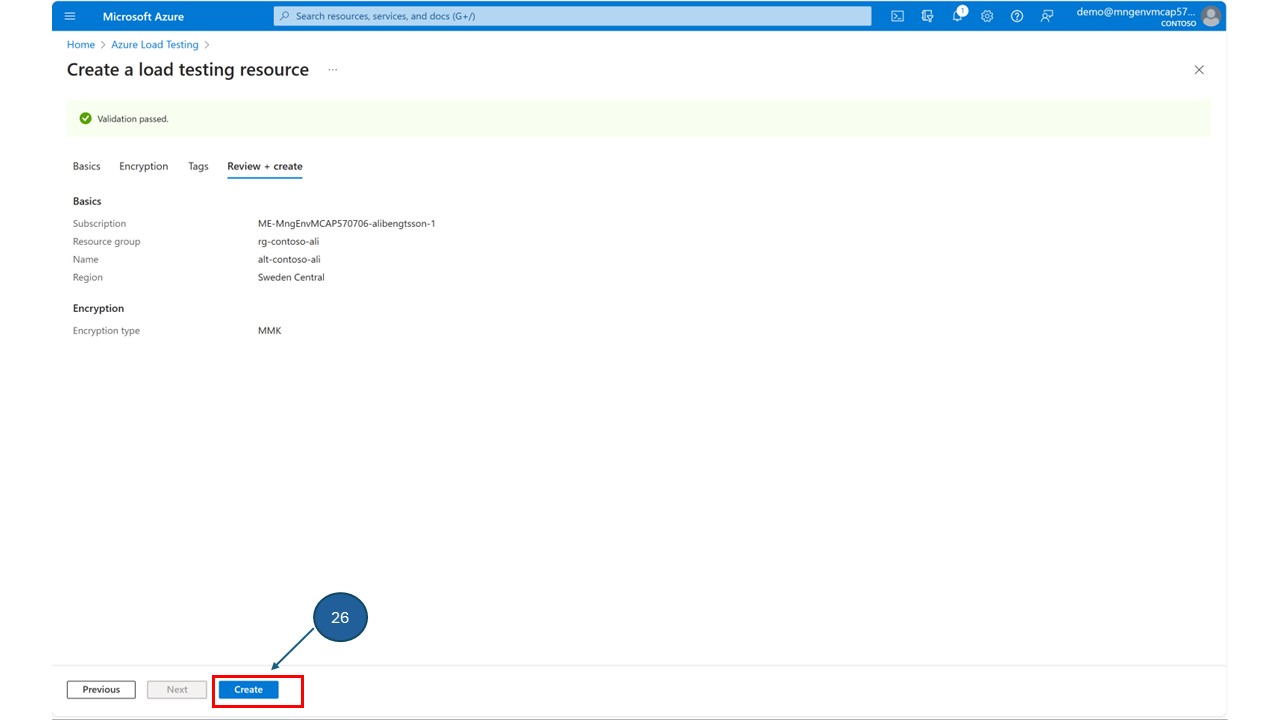 Microsoft Azure
Search resources, services, and docs (G+/)
1
demo@mngenvmcap57...
CONTOSO
Home > Azure Load Testing >
Create a load testing resource ...
Validation passed.
Basics Encryption Tags Review + create
Basics
Subscription ME-MngEnvMCAP570706-alibengtsson-1
Resource group rg-contoso-ali
Name alt-contoso-ali
Region Sweden Central
Encryption
Encryption type MMK
26
Previous Next Create